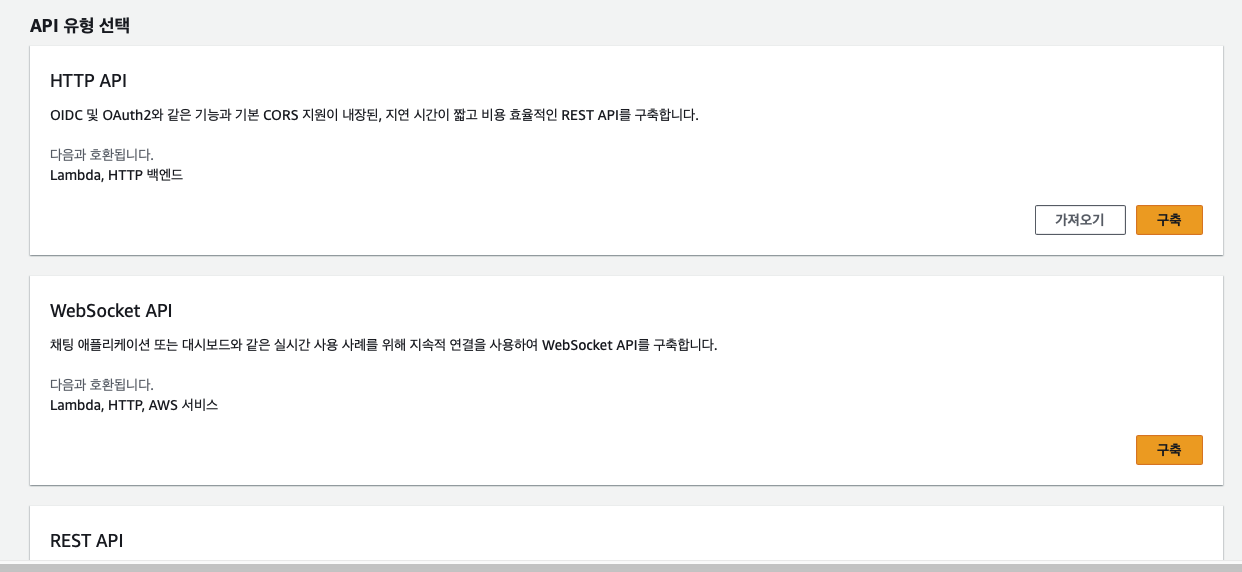 API 유형 선택
HTTP API
OIDC 및 OAuth2와 같은 기능과 기본 CORS 지원이 내장된, 지연 시간이 짧고 비용 효율적인 REST API를 구축합니다.
다음과 호환됩니다.
Lambda, HTTP 백엔드
가져오기 구축
WebSocket API
채팅 애플리케이션 또는 대시보드와 같은 실시간 사용 사례를 위해 지속적 연결을 사용하여 WebSocket API를 구축합니다.
다음과 호환됩니다.
Lambda, HTTP, AWS 서비스
구축
REST API